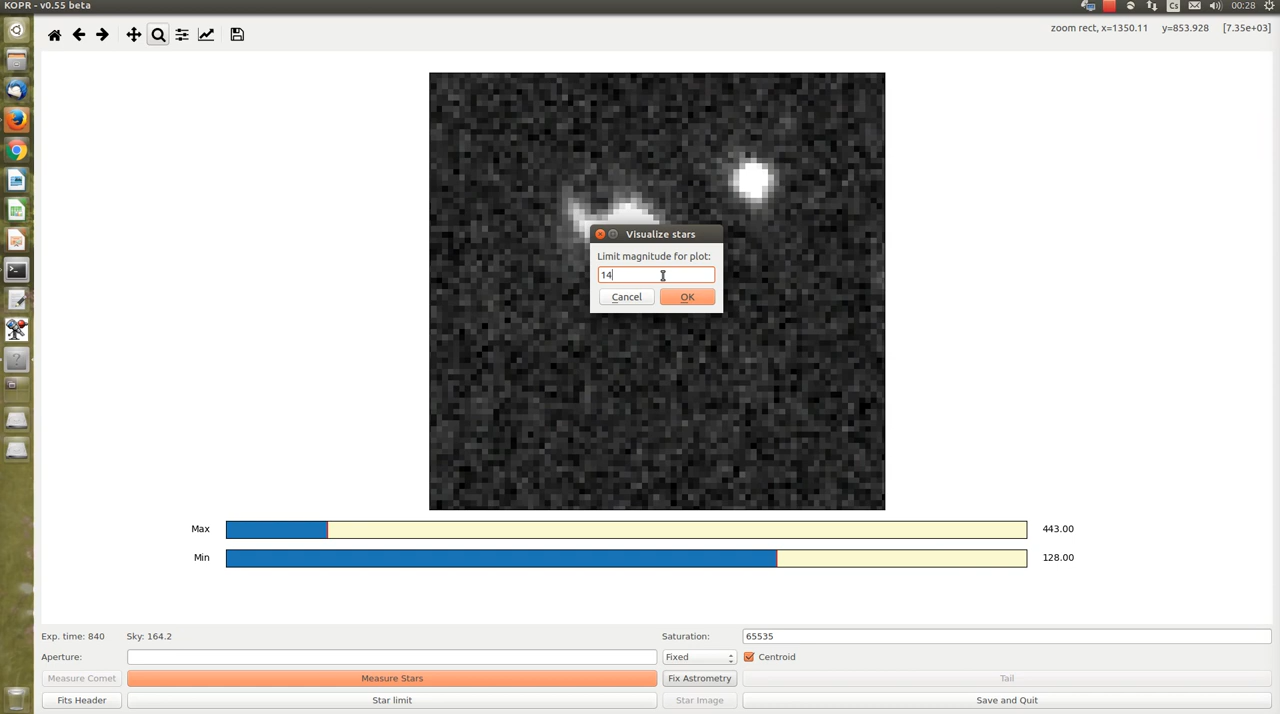 KOPR - v0.55 beta
Cs
00:28
zoom rect, x=1350.11 y=853.928 [7.35e+03]
Visualize stars
Limit magnitude for plot:
14
Cancel
OK
Max
443.00
Min
128.00
Exp. time: 840
Sky: 164.2
Saturation:
65535
Aperture:
Fixed
Centroid
Measure Comet
Measure Stars
Fix Astrometry
Tail
Fits Header
Star limit
Star Image
Save and Quit